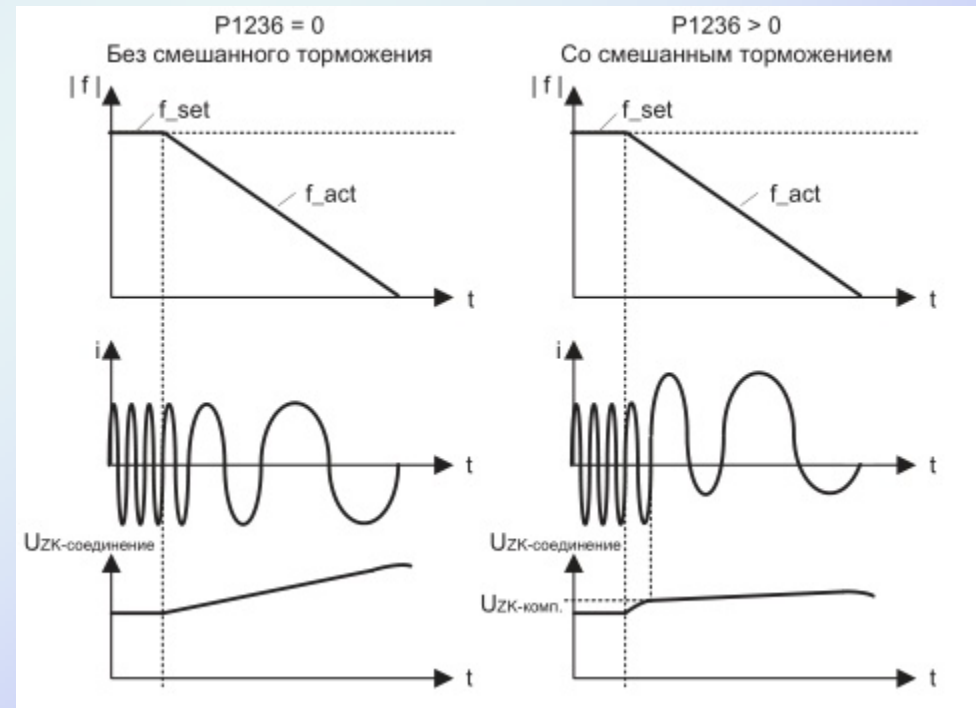 P1236 = 0
Без смешанного торможения
| f |
f_set
f_act
t
i
t
UZK-соединение
t
P1236 > 0
Со смешанным торможением
| f |
f_set
f_act
t
i
t
UZK-соединение
UZK-комп.
t